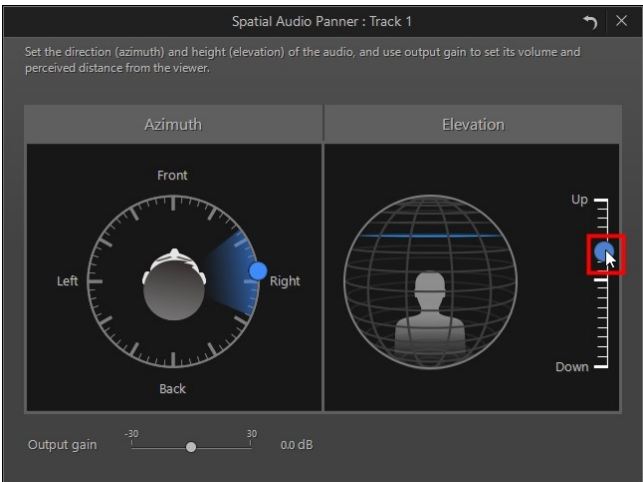 Spatial Audio Panner : Track 1
Set the direction (azimuth) and height (elevation) of the audio, and use output gain to set its volume and
perceived distance from the viewer.
Azimuth
Elevation
Front
Left
Right
Back
Up
Down
Output gain
-30
30
0.0 dB